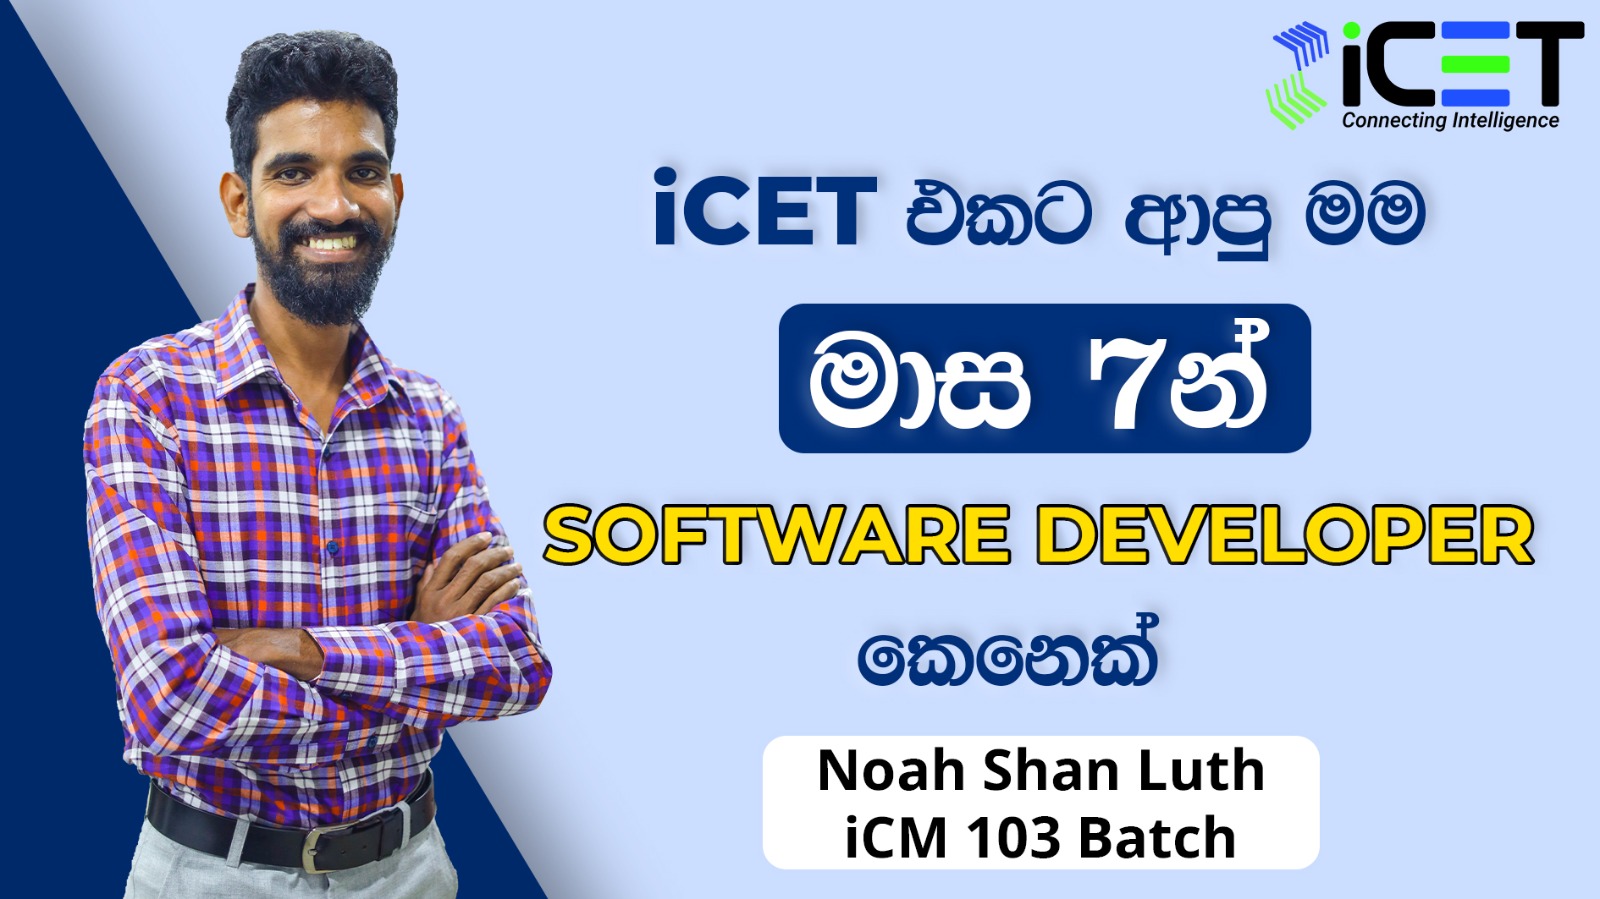 iCET
Connecting Intelligence
iCET එකට ආපු මම
මාස 7න්
SOFTWARE DEVELOPER
කෙනෙක්
Noah Shan Luth
iCM 103 Batch